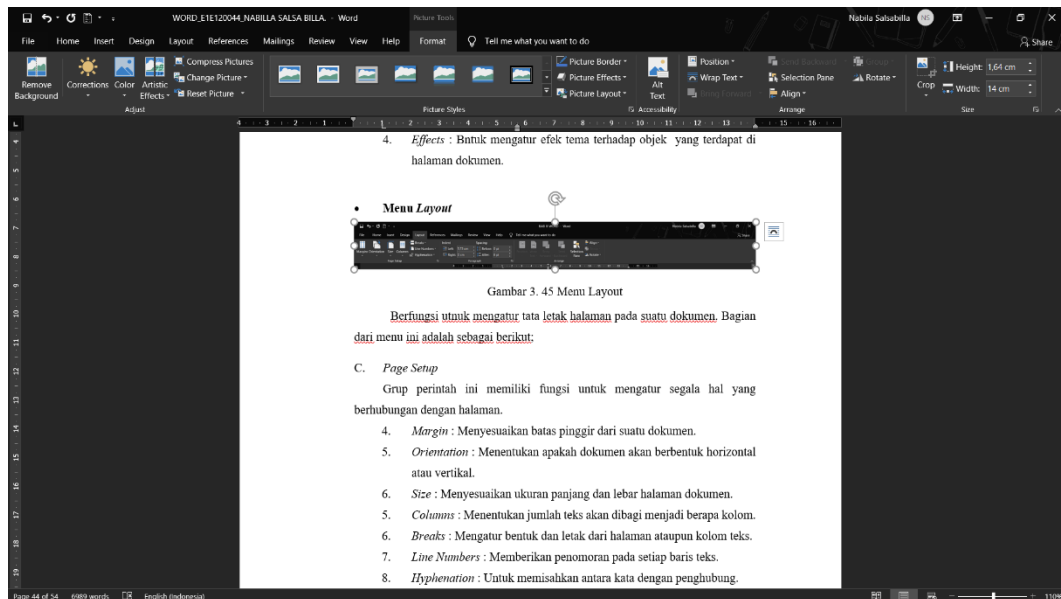 WORD_E1E120044_NABILLA SALSA BILLA. - Word
Picture Tools
Nabila Salsabilla
NS
File Home Insert Design Layout References Mailings Review View Help Format Tell me what you want to do
Share
Remove Background
Corrections
Color
Artistic Effects
Compress Pictures
Change Picture
Reset Picture
Adjust
Picture Styles
Picture Border
Picture Effects
Picture Layout
Alt Text
Accessibility
Position
Wrap Text
Bring Forward
Send Backward
Selection Pane
Align
Group
Rotate
Arrange
Crop
Height: 1,64 cm
Width: 14 cm
Size
4. Effects : Bntuk mengatur efek tema terhadap objek yang terdapat di
halaman dokumen.
• Menu Layout
Gambar 3. 45 Menu Layout
Berfungsi utnuk mengatur tata letak halaman pada suatu dokumen. Bagian
dari menu ini adalah sebagai berikut;
C. Page Setup
Grup perintah ini memiliki fungsi untuk mengatur segala hal yang
berhubungan dengan halaman.
4. Margin : Menyesuaikan batas pinggir dari suatu dokumen.
5. Orientation : Menentukan apakah dokumen akan berbentuk horizontal
atau vertikal.
6. Size : Menyesuaikan ukuran panjang dan lebar halaman dokumen.
5. Columns : Menentukan jumlah teks akan dibagi menjadi berapa kolom.
6. Breaks : Mengatur bentuk dan letak dari halaman ataupun kolom teks.
7. Line Numbers : Memberikan penomoran pada setiap baris teks.
8. Hyphenation : Untuk memisahkan antara kata dengan penghubung.
Page 44 of 54 6989 words English (Indonesia)
110%